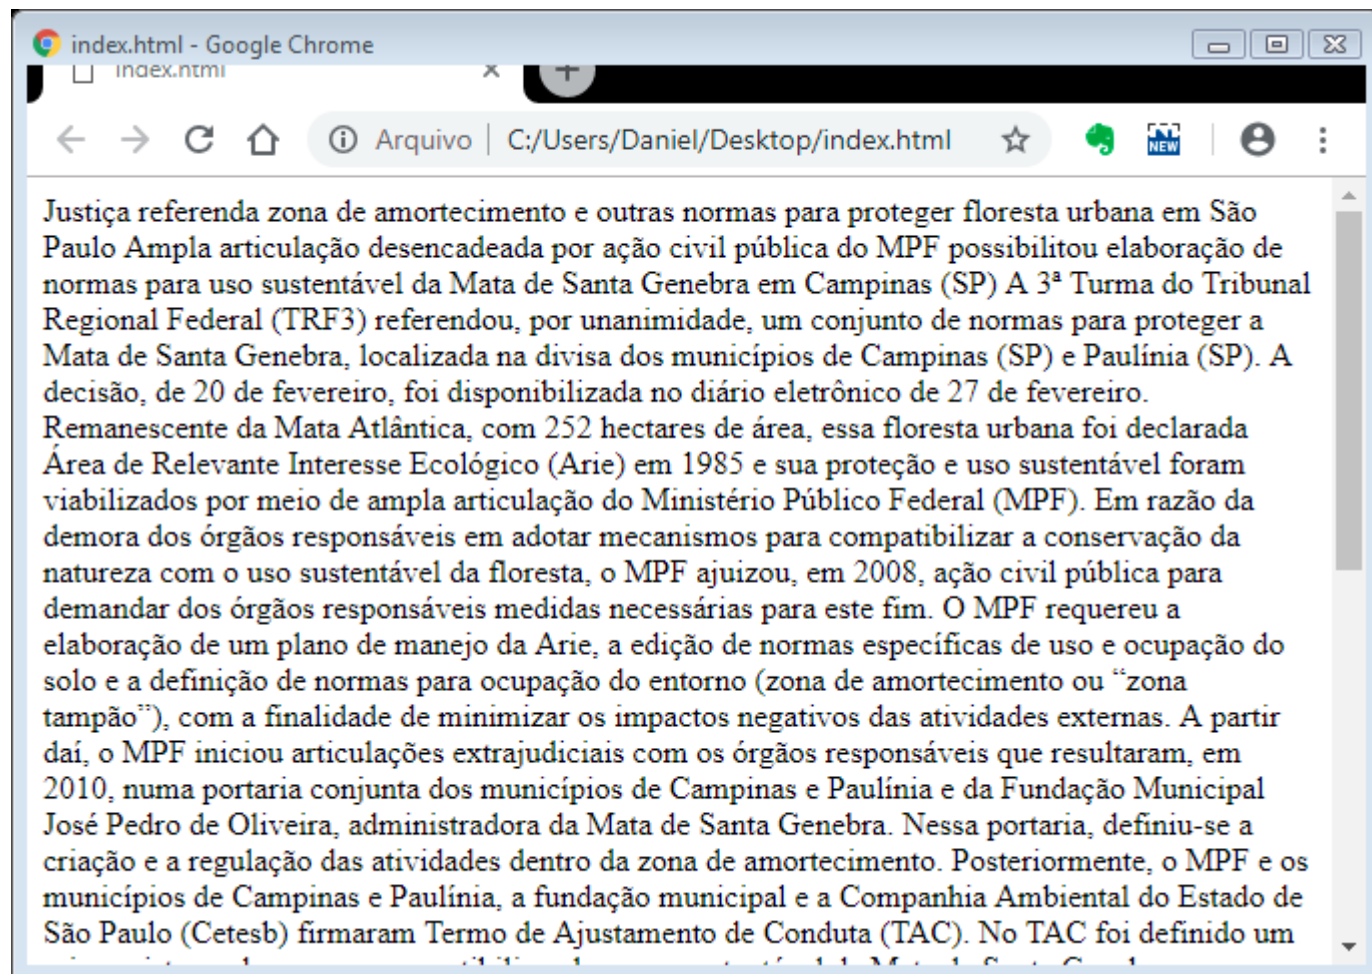 index.html - Google Chrome
index.html
Arquivo | C:/Users/Daniel/Desktop/index.html
NEW
Justiça referenda zona de amortecimento e outras normas para proteger floresta urbana em São
Paulo Ampla articulação desencadeada por ação civil pública do MPF possibilitou elaboração de
normas para uso sustentável da Mata de Santa Genebra em Campinas (SP) A 3ª Turma do Tribunal
Regional Federal (TRF3) referendou, por unanimidade, um conjunto de normas para proteger a
Mata de Santa Genebra, localizada na divisa dos municípios de Campinas (SP) e Paulínia (SP). A
decisão, de 20 de fevereiro, foi disponibilizada no diário eletrônico de 27 de fevereiro.
Remanescente da Mata Atlântica, com 252 hectares de área, essa floresta urbana foi declarada
Área de Relevante Interesse Ecológico (Arie) em 1985 e sua proteção e uso sustentável foram
viabilizados por meio de ampla articulação do Ministério Público Federal (MPF). Em razão da
demora dos órgãos responsáveis em adotar mecanismos para compatibilizar a conservação da
natureza com o uso sustentável da floresta, o MPF ajuizou, em 2008, ação civil pública para
demandar dos órgãos responsáveis medidas necessárias para este fim. O MPF requereu a
elaboração de um plano de manejo da Arie, a edição de normas específicas de uso e ocupação do
solo e a definição de normas para ocupação do entorno (zona de amortecimento ou “zona
tampão”), com a finalidade de minimizar os impactos negativos das atividades externas. A partir
daí, o MPF iniciou articulações extrajudiciais com os órgãos responsáveis que resultaram, em
2010, numa portaria conjunta dos municípios de Campinas e Paulínia e da Fundação Municipal
José Pedro de Oliveira, administradora da Mata de Santa Genebra. Nessa portaria, definiu-se a
criação e a regulação das atividades dentro da zona de amortecimento. Posteriormente, o MPF e os
municípios de Campinas e Paulínia, a fundação municipal e a Companhia Ambiental do Estado de
São Paulo (Cetesb) firmaram Termo de Ajustamento de Conduta (TAC). No TAC foi definido um